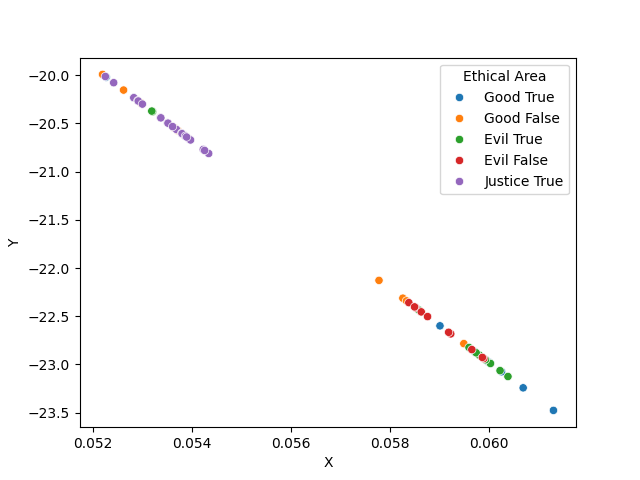 −20.0
−20.5
−21.0
−21.5
−22.0
−22.5
−23.0
−23.5
Y
Ethical Area
Good True
Good False
Evil True
Evil False
Justice True
0.052 0.054 0.056 0.058 0.060
X